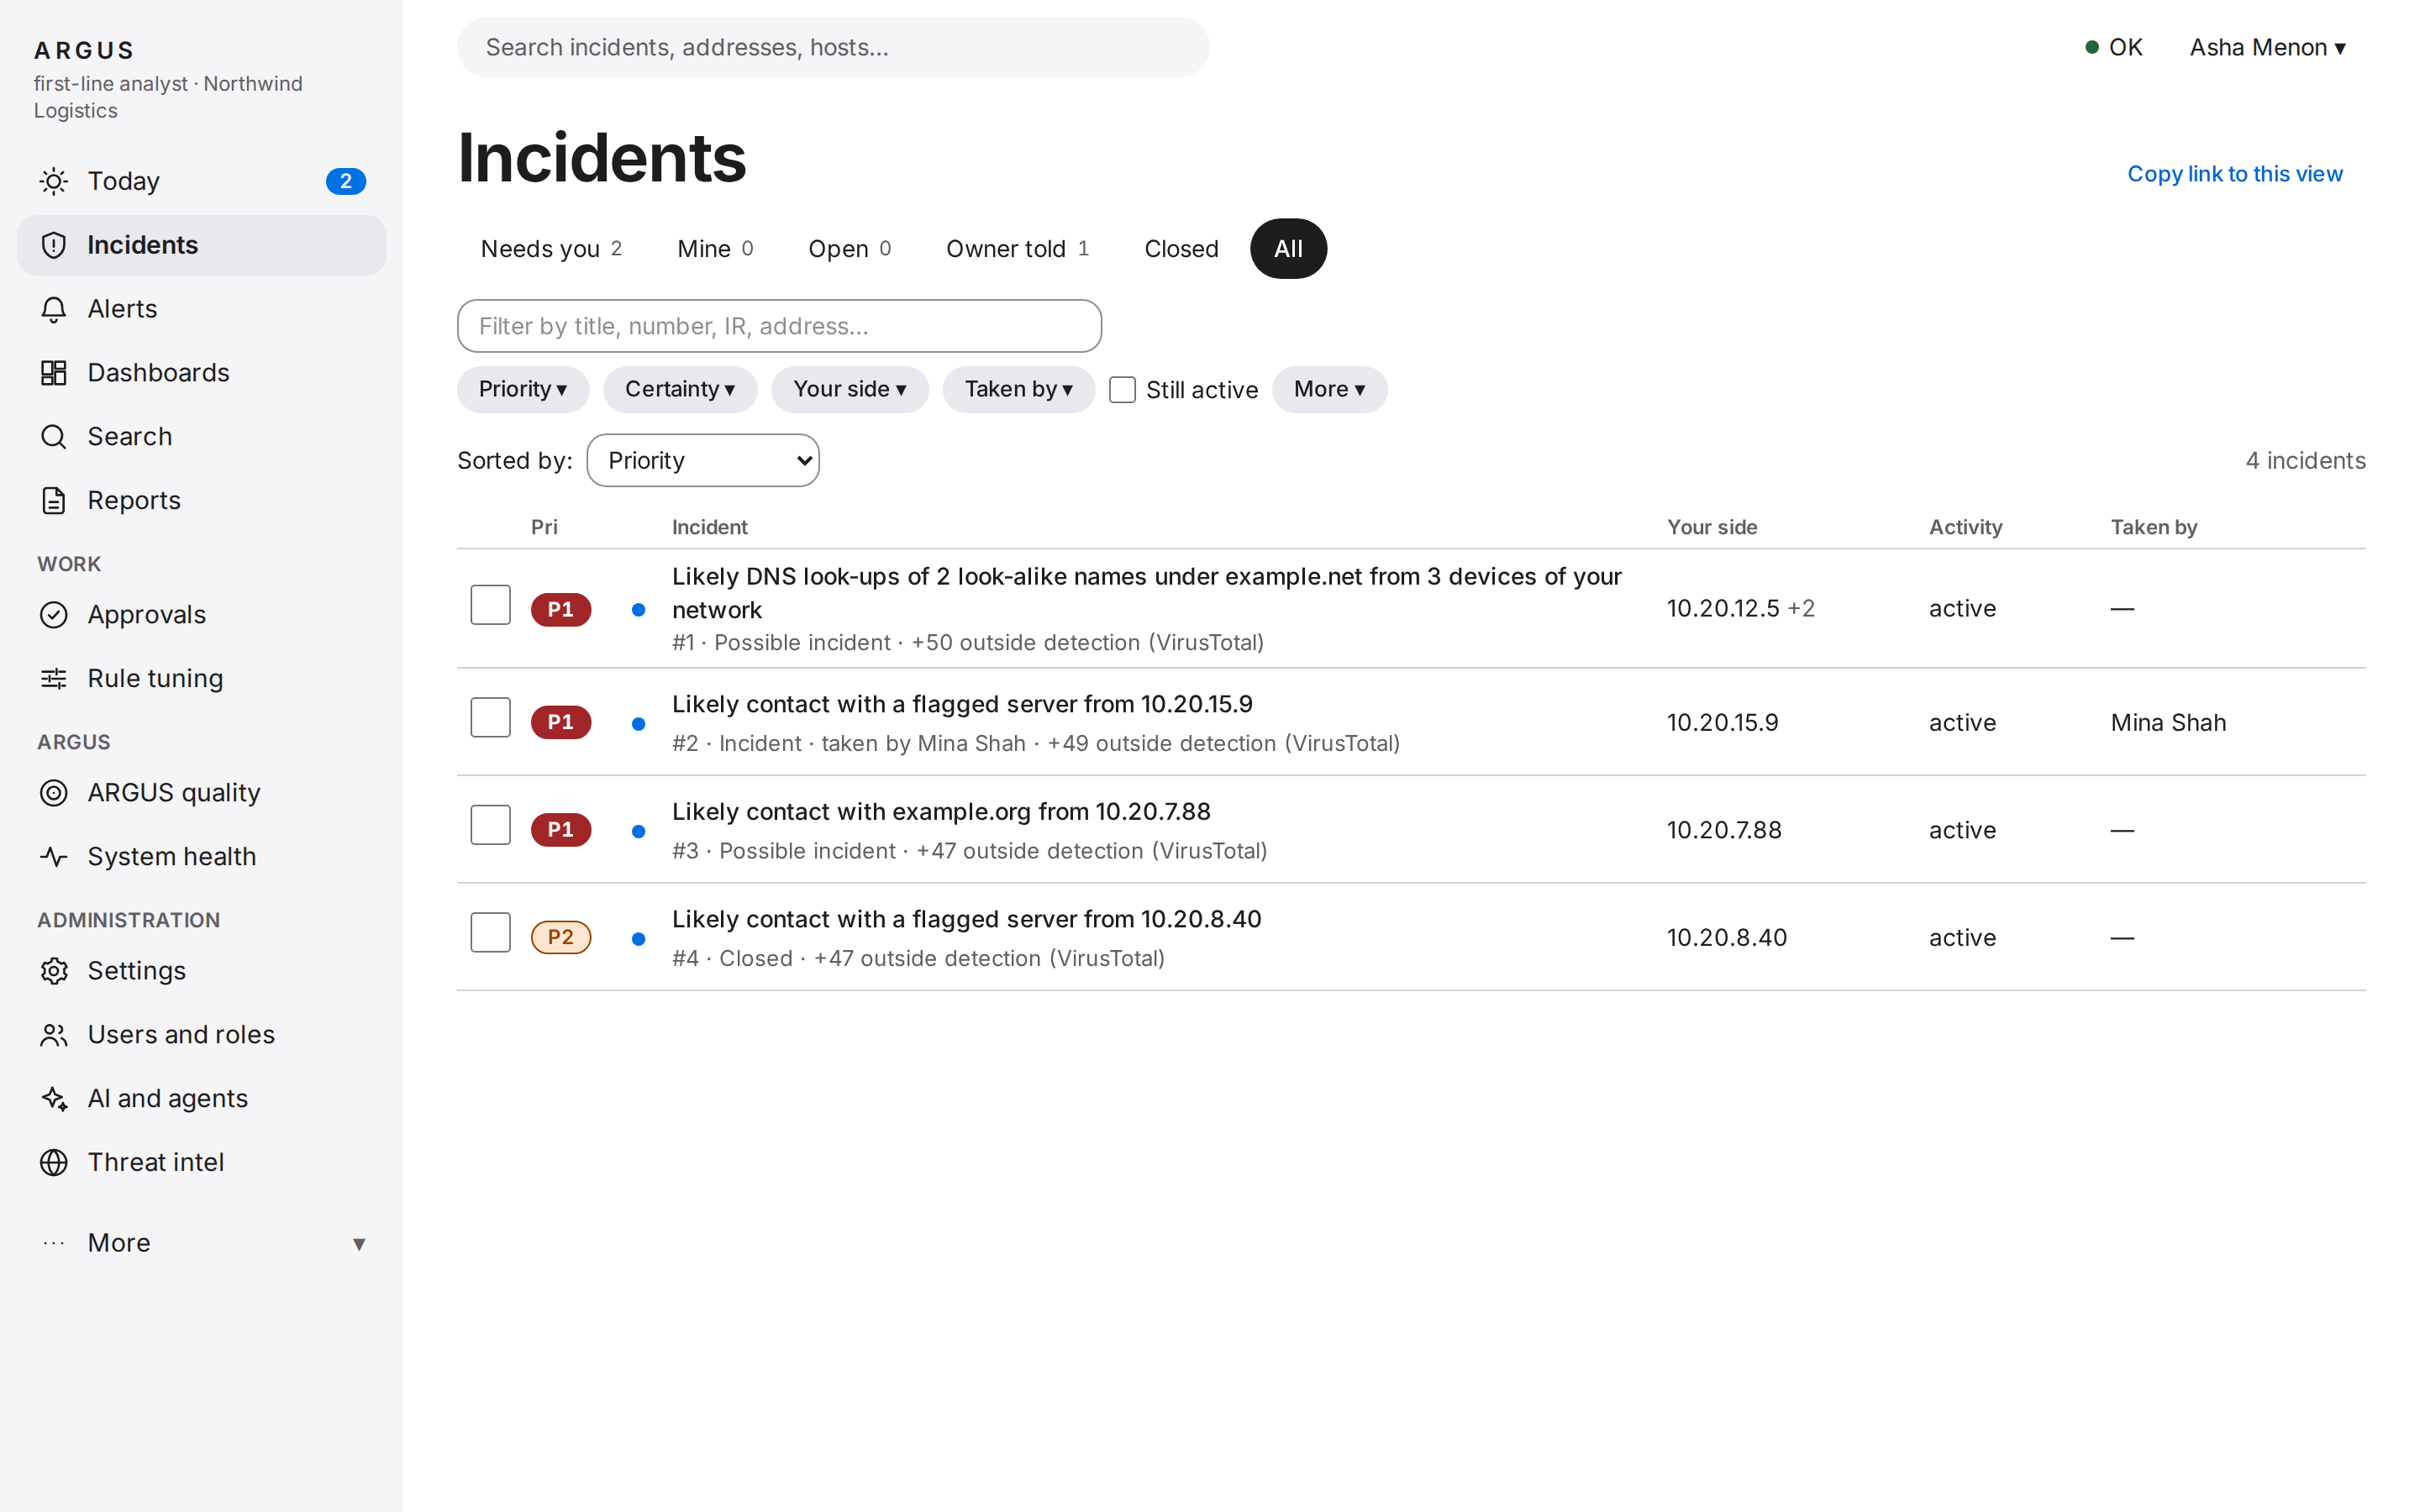 ARGUS
first-line analyst · Northwind
Logistics
Today 2
Incidents
Alerts
Dashboards
Search
Reports
WORK
Approvals
Rule tuning
ARGUS
ARGUS quality
System health
ADMINISTRATION
Settings
Users and roles
AI and agents
Threat intel
··· More ▾
Search incidents, addresses, hosts...
OK Asha Menon ▾
Incidents
Copy link to this view
Needs you 2 Mine 0 Open 0 Owner told 1 Closed All
Filter by title, number, IR, address...
Priority ▾ Certainty ▾ Your side ▾ Taken by ▾ Still active More ▾
Sorted by: Priority 4 incidents
Pri Incident Your side Activity Taken by
Likely DNS look-ups of 2 look-alike names under example.net from 3 devices of your
network
P1 10.20.12.5 +2 active —
#1 · Possible incident · +50 outside detection (VirusTotal)
Likely contact with a flagged server from 10.20.15.9
P1 10.20.15.9 active Mina Shah
#2 · Incident · taken by Mina Shah · +49 outside detection (VirusTotal)
Likely contact with example.org from 10.20.7.88
P1 10.20.7.88 active —
#3 · Possible incident · +47 outside detection (VirusTotal)
Likely contact with a flagged server from 10.20.8.40
P2 10.20.8.40 active —
#4 · Closed · +47 outside detection (VirusTotal)